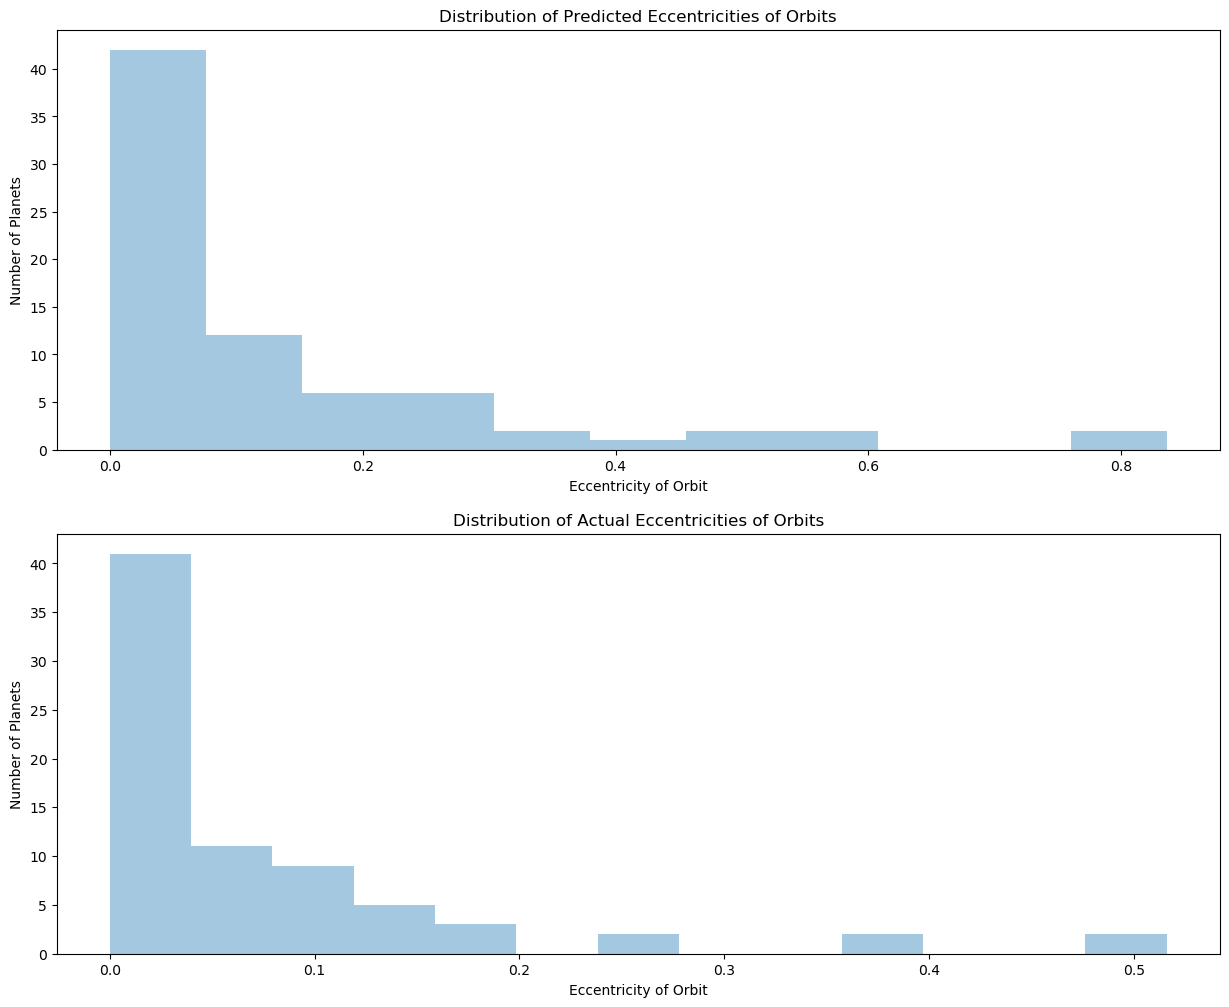 Distribution of Predicted Eccentricities of Orbits
Number of Planets
40
35
30
25
20
15
10
5
0
0.0 0.2 0.4 0.6 0.8
Eccentricity of Orbit
Distribution of Actual Eccentricities of Orbits
Number of Planets
40
35
30
25
20
15
10
5
0
0.0 0.1 0.2 0.3 0.4 0.5
Eccentricity of Orbit